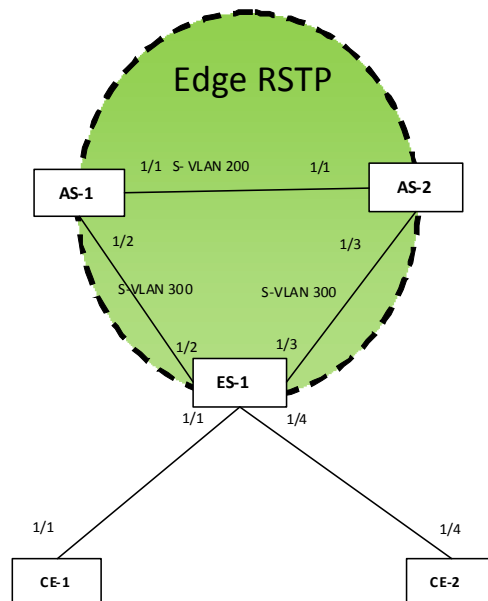 Edge RSTP
1/1 S- VLAN 200 1/1
AS-1
AS-2
1/2
1/3
S-VLAN 300
S-VLAN 300
1/2
1/3
ES-1
1/1
1/4
1/1
1/4
CE-1
CE-2